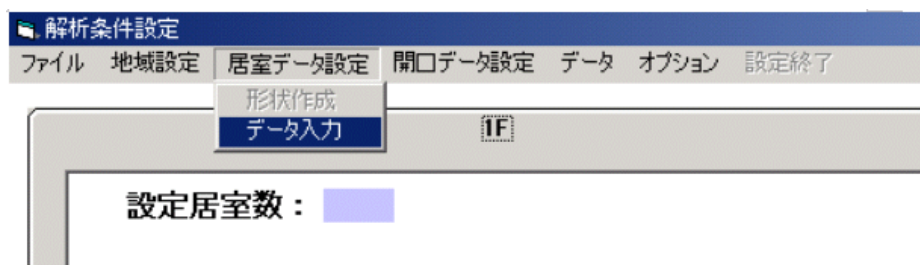 解析条件設定
ファイル 地域設定 居室データ設定 開口データ設定 データ オプション 設定終了
形状作成
データ入力
1F
設定居室数：